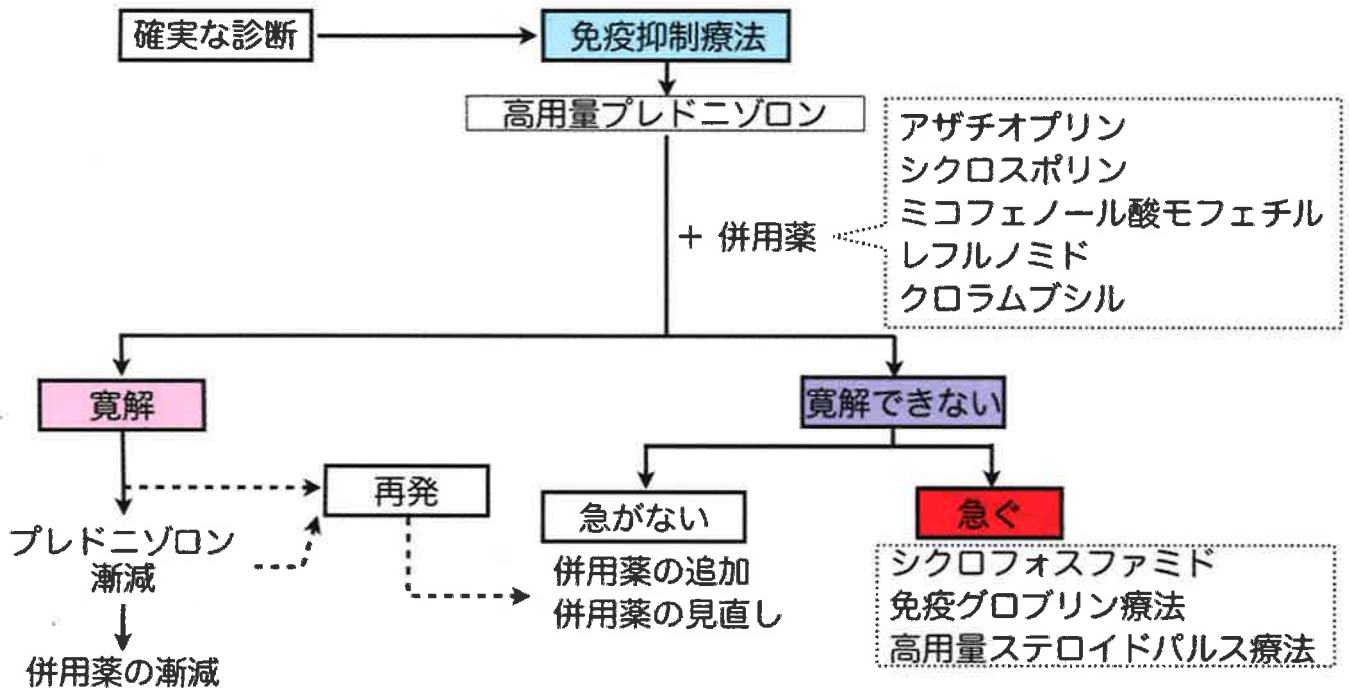 確実な診断
免疫抑制療法
高用量プレドニゾロン
+ 併用薬
アザチオプリン
シクロスポリン
ミコフェノール酸モフェチル
レフルノミド
クロラムブシル
寛解
寛解できない
再発
プレドニゾロン
漸減
併用薬の漸減
急がない
併用薬の追加
併用薬の見直し
急ぐ
シクロフォスファミド
免疫グロブリン療法
高用量ステロイドパルス療法